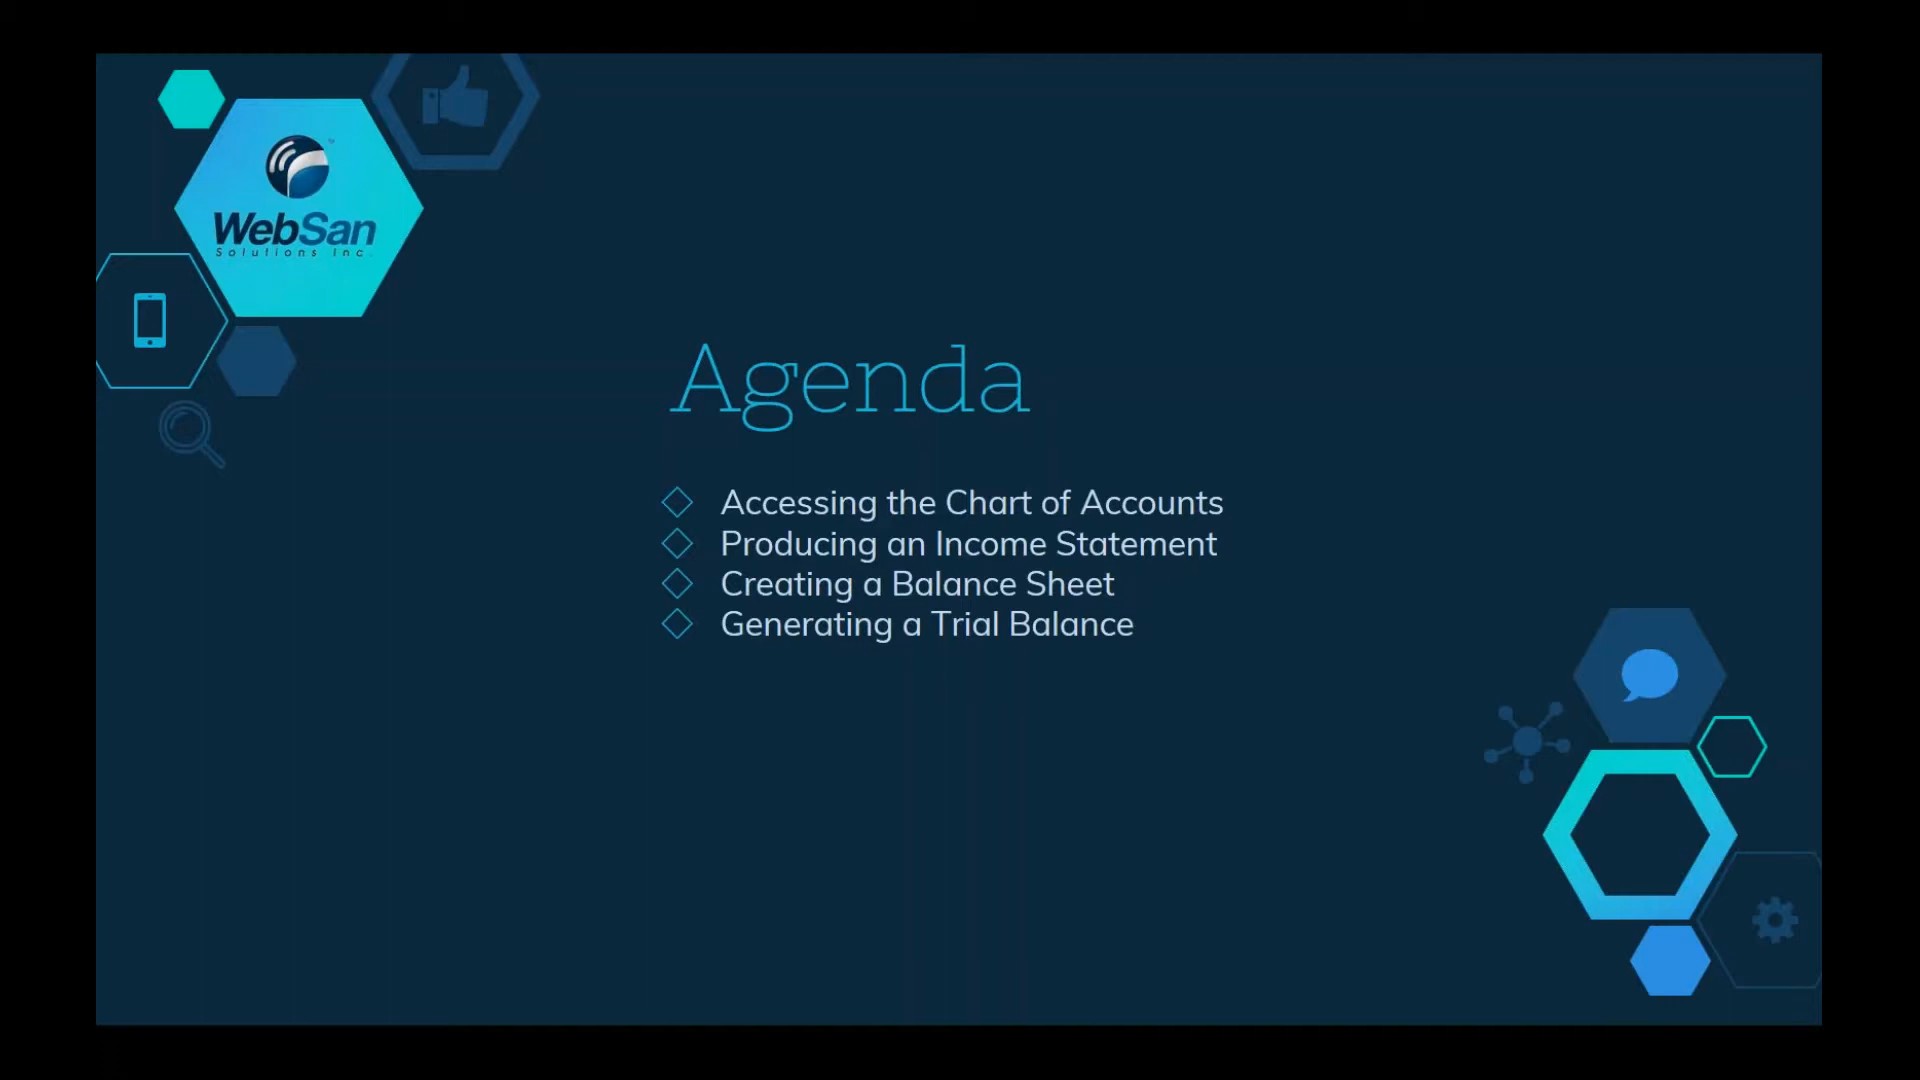 WebSan
Solutions Inc.
Agenda
Accessing the Chart of Accounts
Producing an Income Statement
Creating a Balance Sheet
Generating a Trial Balance